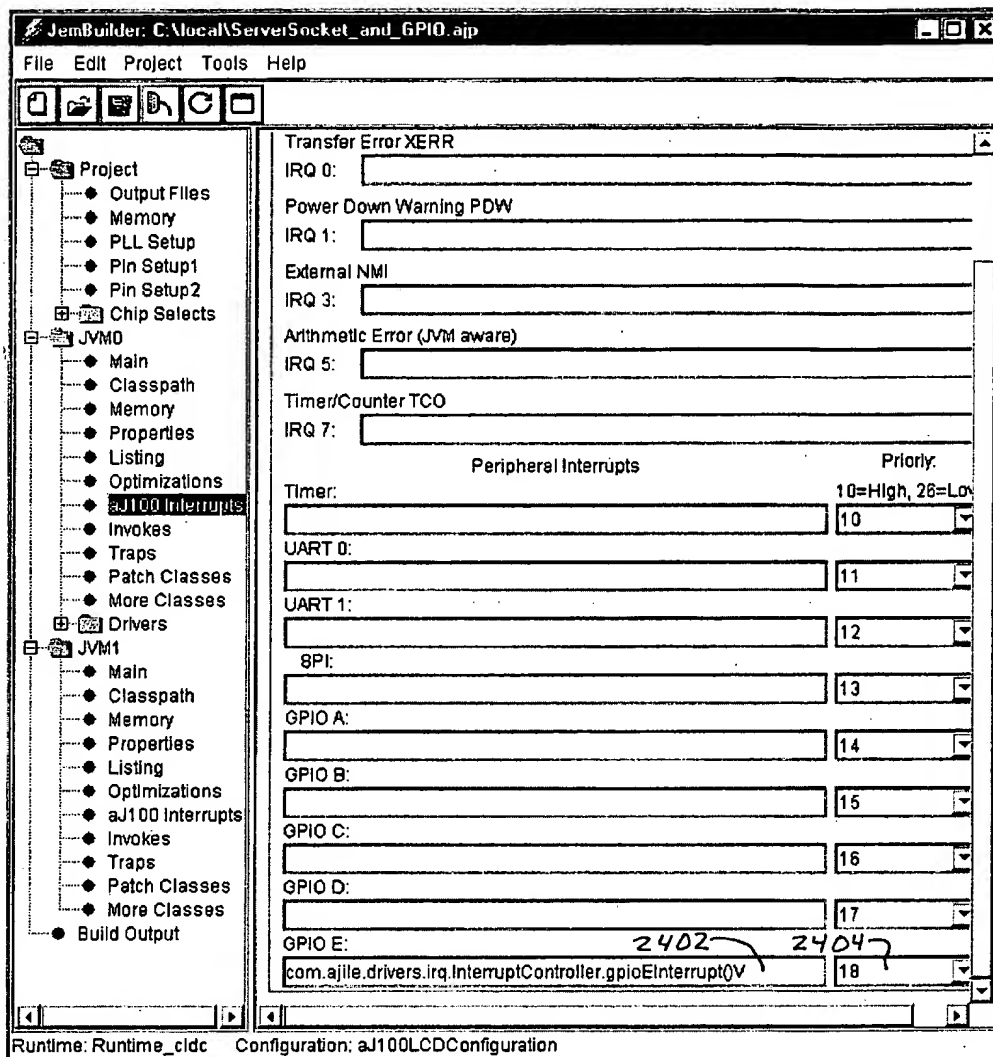 JemBuilder: C:\local\ServerSocket_and_GPIO.ajp
File Edit Project Tools Help
Project
Output Files
Memory
PLL Setup
Pin Setup1
Pin Setup2
Chip Selects
JVM0
Main
Classpath
Memory
Properties
Listing
Optimizations
aJ100 Interrupts
Invokes
Traps
Patch Classes
More Classes
Drivers
JVM1
Main
Classpath
Memory
Properties
Listing
Optimizations
aJ100 Interrupts
Invokes
Traps
Patch Classes
More Classes
Build Output
Transfer Error XERR
IRQ 0:
Power Down Warning PDW
IRQ 1:
External NMI
IRQ 3:
Arithmetic Error (JVM aware)
IRQ 5:
Timer/Counter TCO
IRQ 7:
Peripheral Interrupts Priority:
Timer: 10=High, 26=Lov
10
UART 0:
11
UART 1:
12
SPI:
13
GPIO A:
14
GPIO B:
15
GPIO C:
16
GPIO D:
17
GPIO E: 2402 2404
com.ajile.drivers.irq.InterruptController.gpioEInterrupt()V 18
Runtime: Runtime_cldc Configuration: aJ100LCDConfiguration